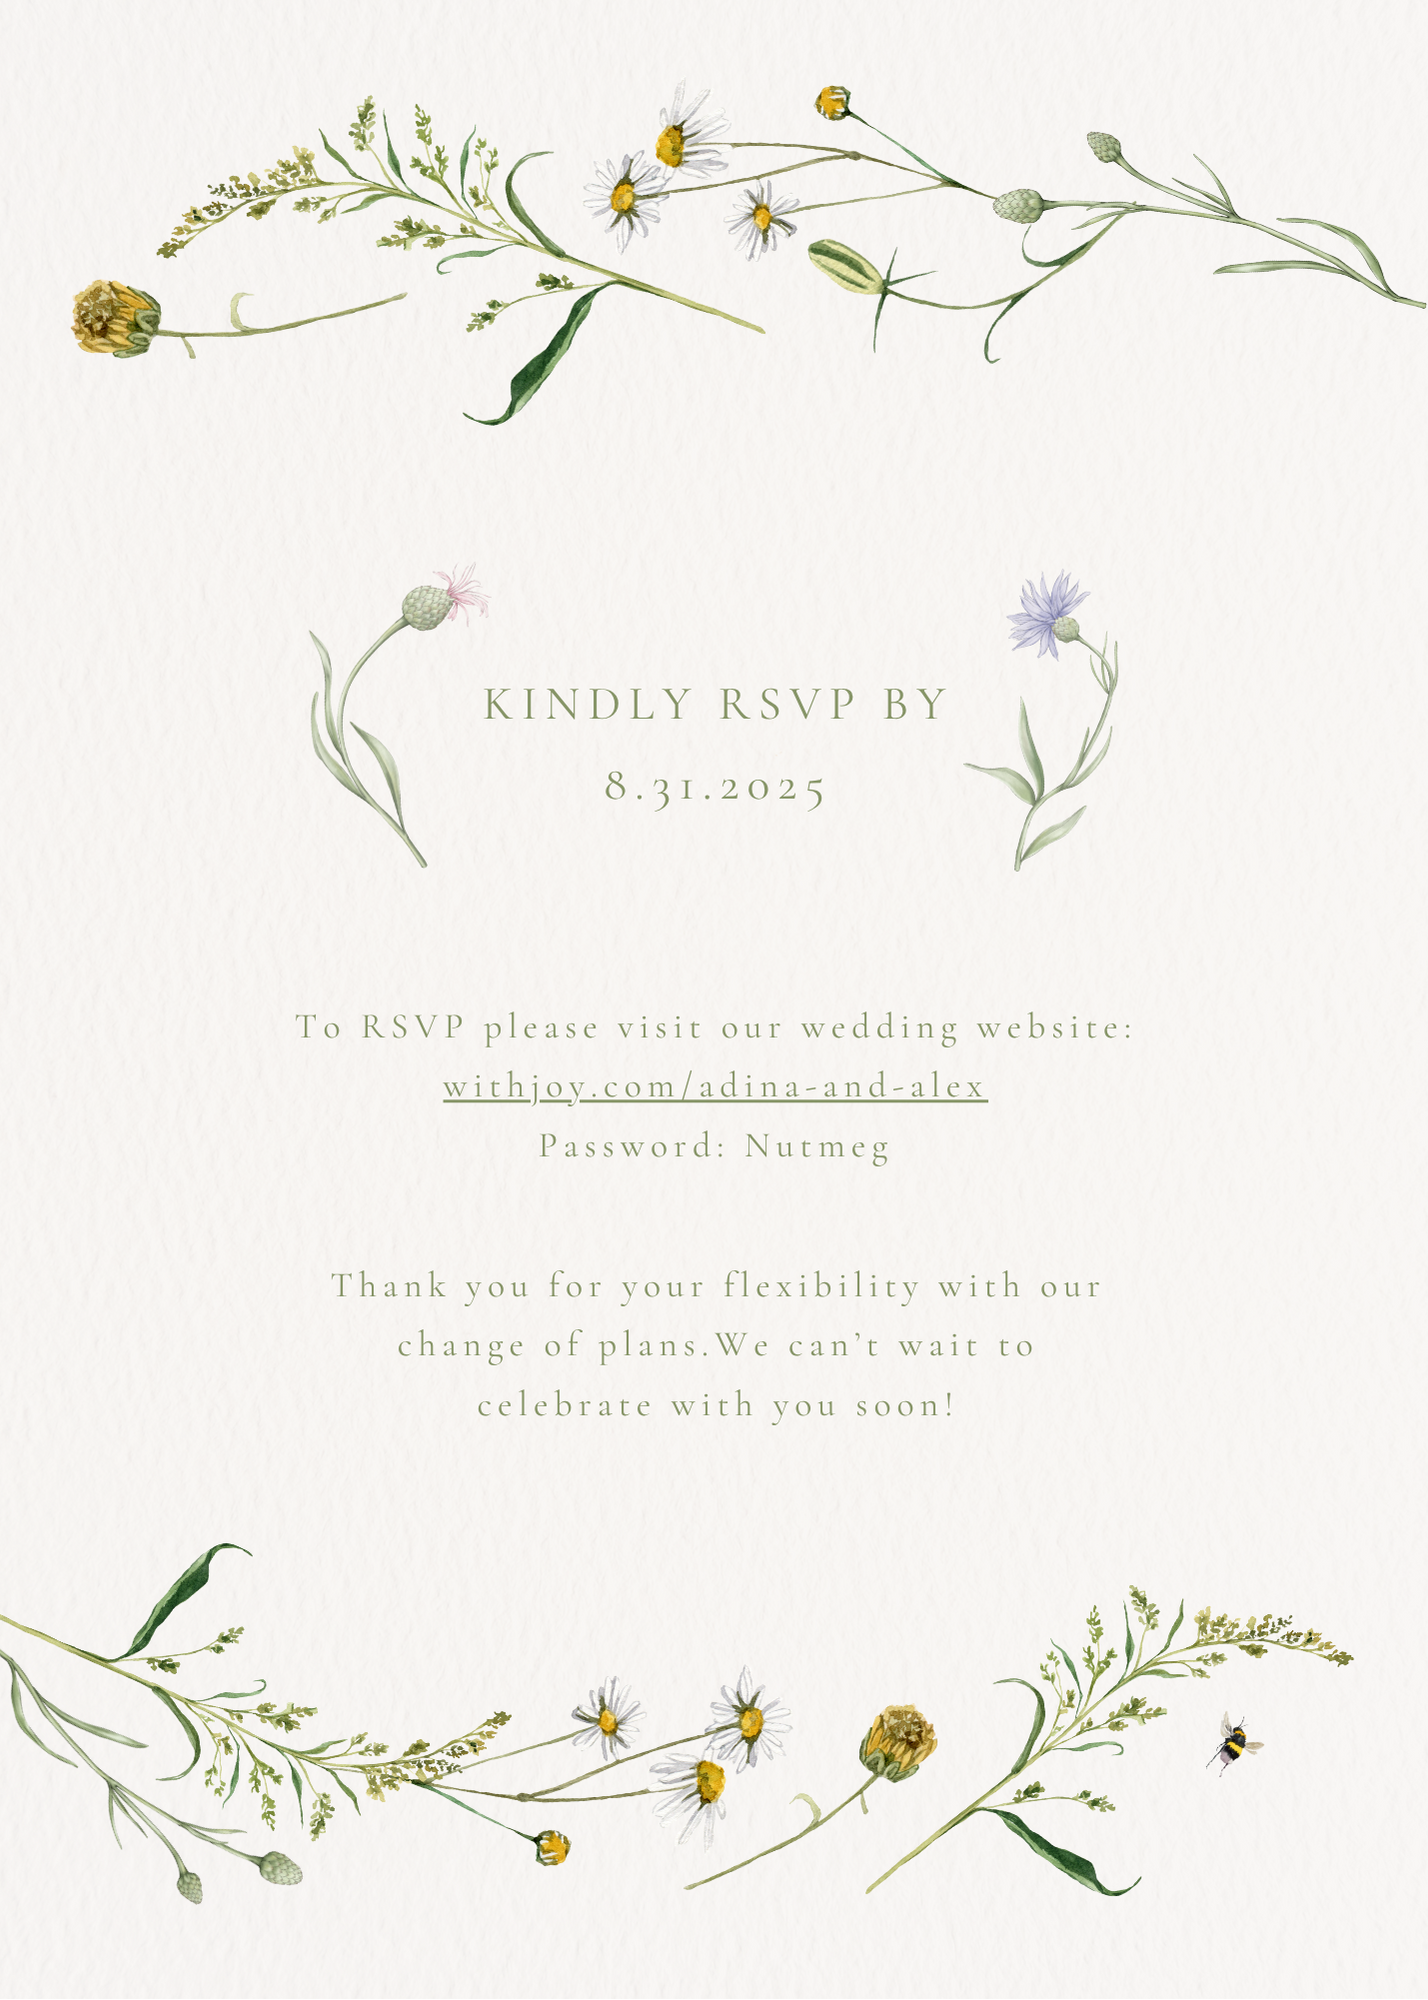 KINDLY RSVP BY
8.31.2025
To RSVP please visit our wedding website:
withjoy.com/adina-and-alex
Password: Nutmeg
Thank you for your flexibility with our
change of plans.We can’t wait to
celebrate with you soon!